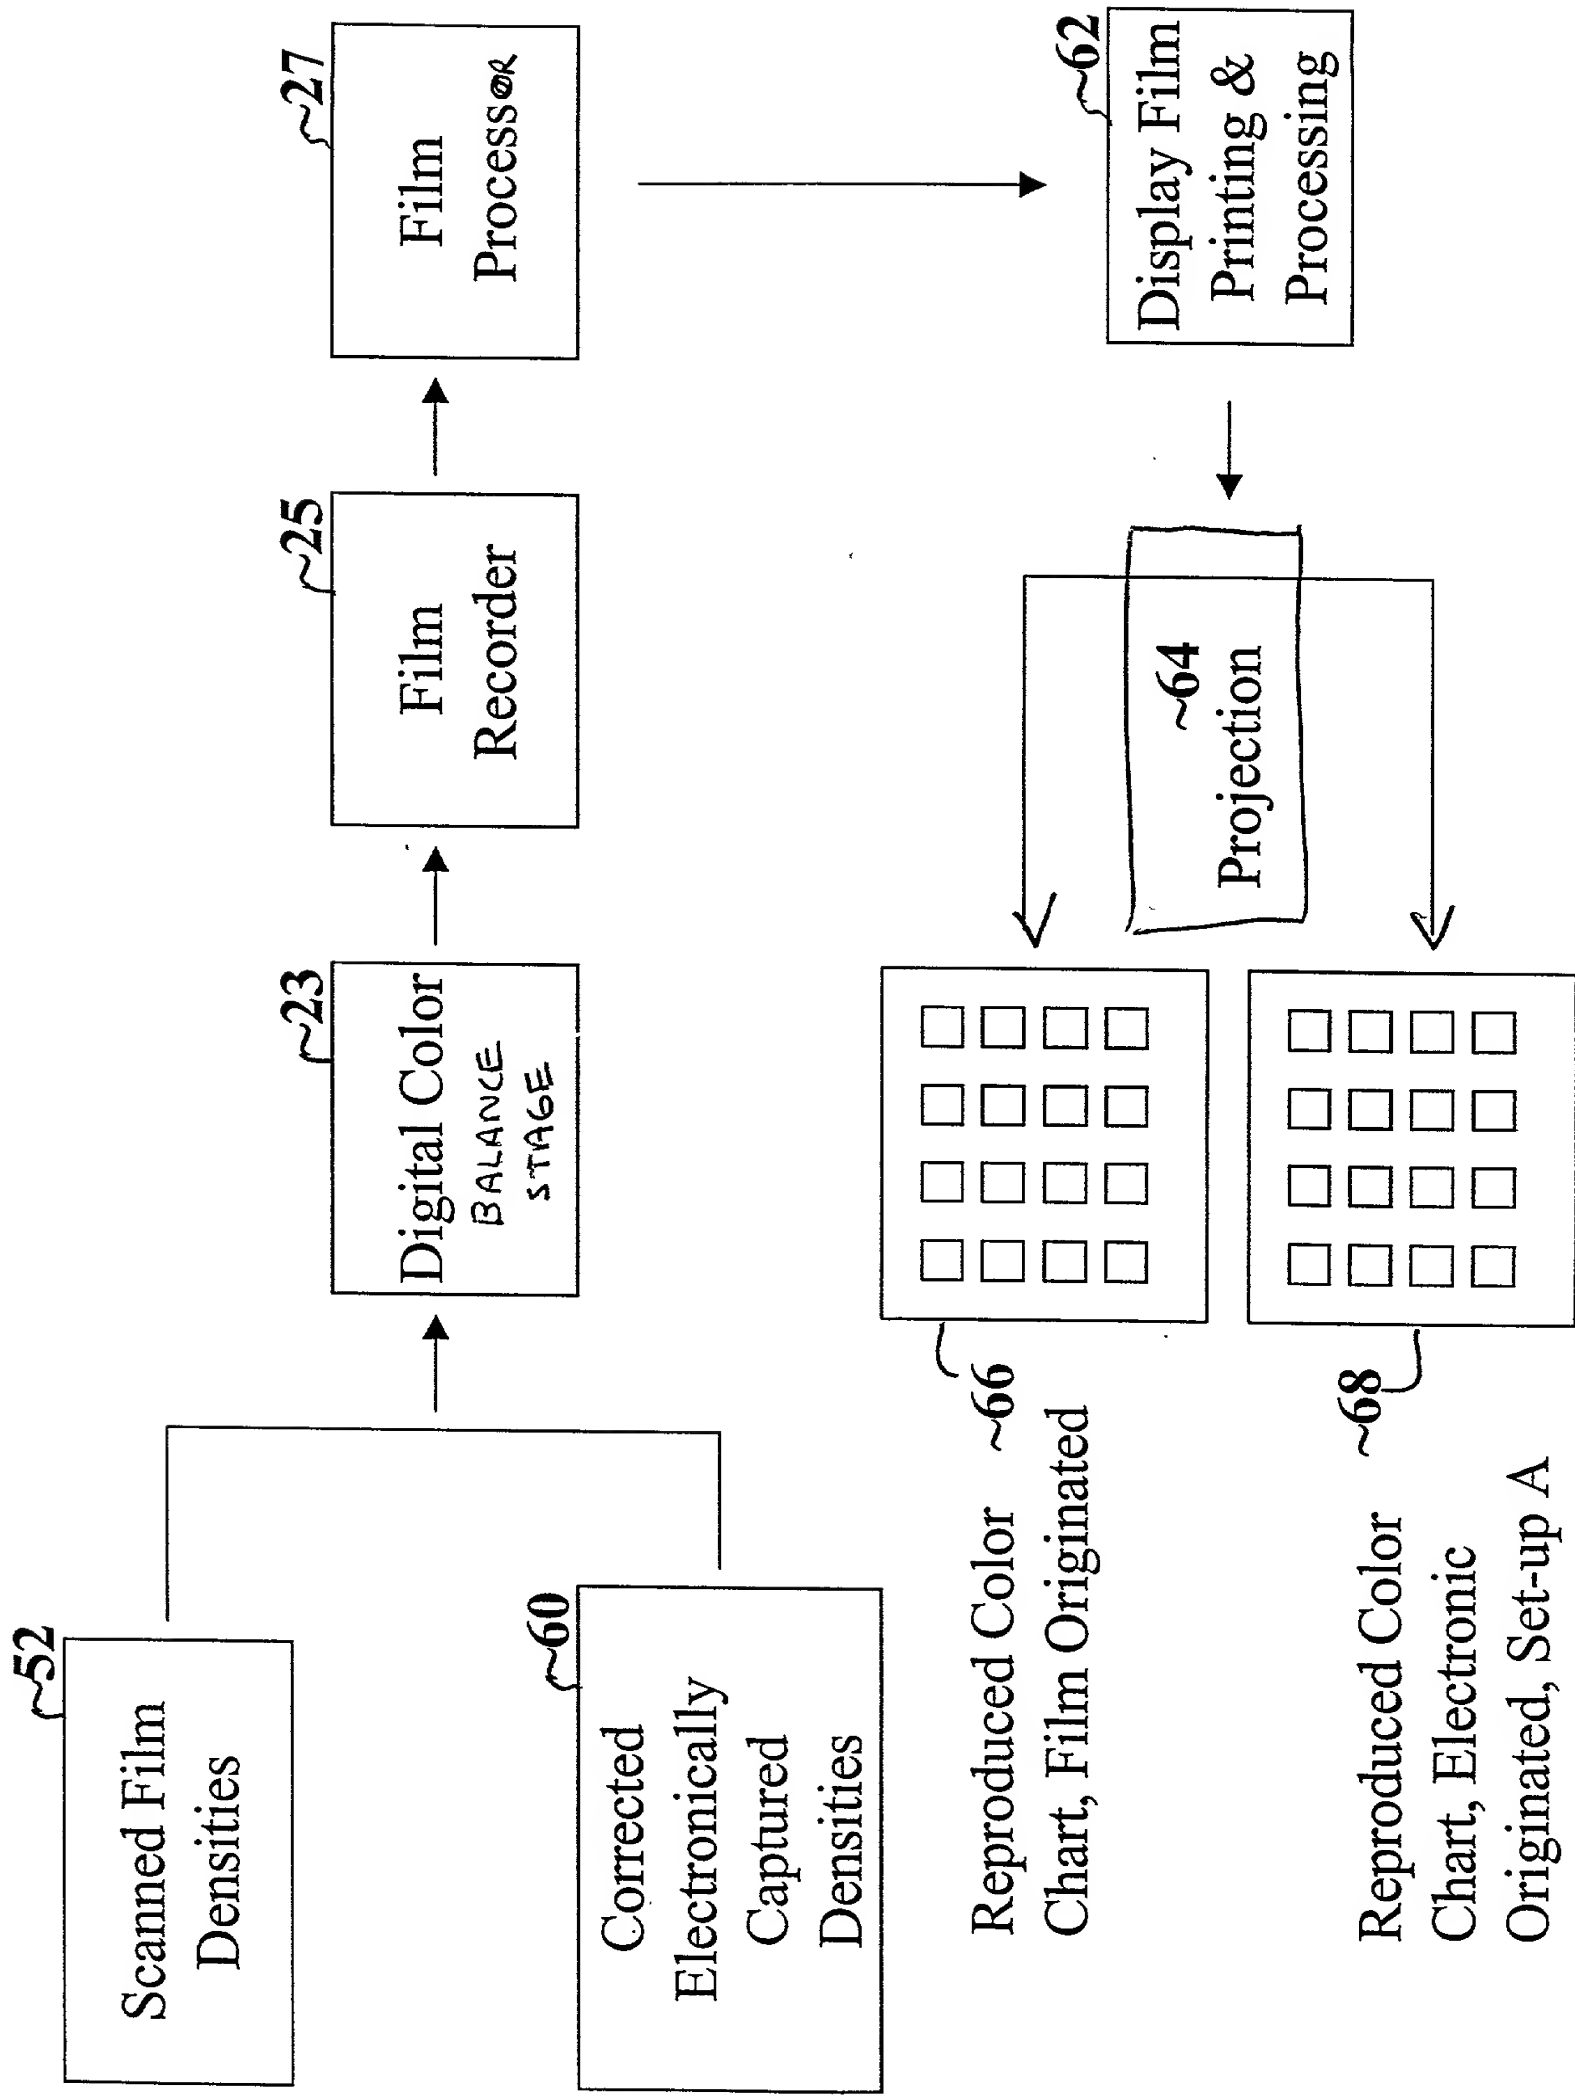 ~52
Scanned Film
Densities
~60
Corrected
Electronically
Captured
Densities
~23
Digital Color
BALANCE
STAGE
~25
Film
Recorder
~27
Film
ProcessOR
~62
Display Film
Printing &
Processing
~64
Projection
Reproduced Color ~66
Chart, Film Originated
Reproduced Color ~68
Chart, Electronic
Originated, Set-up A